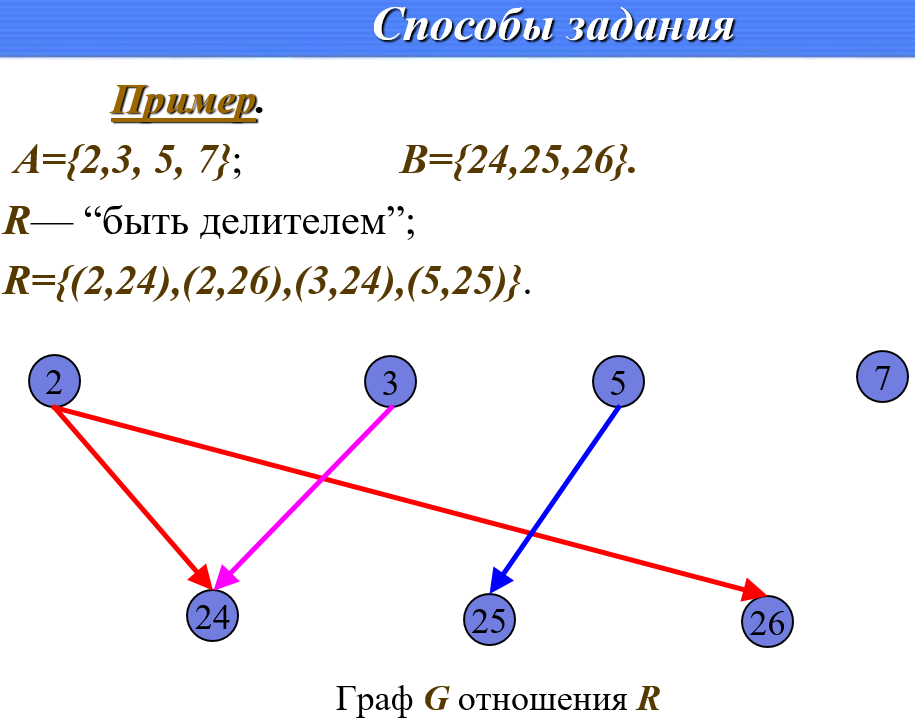 Способы задания
Пример.
A={2,3, 5, 7}; B={24,25,26}.
R— “быть делителем”;
R={(2,24),(2,26),(3,24),(5,25)}.
2 3 5 7
24 25 26
Граф G отношения R